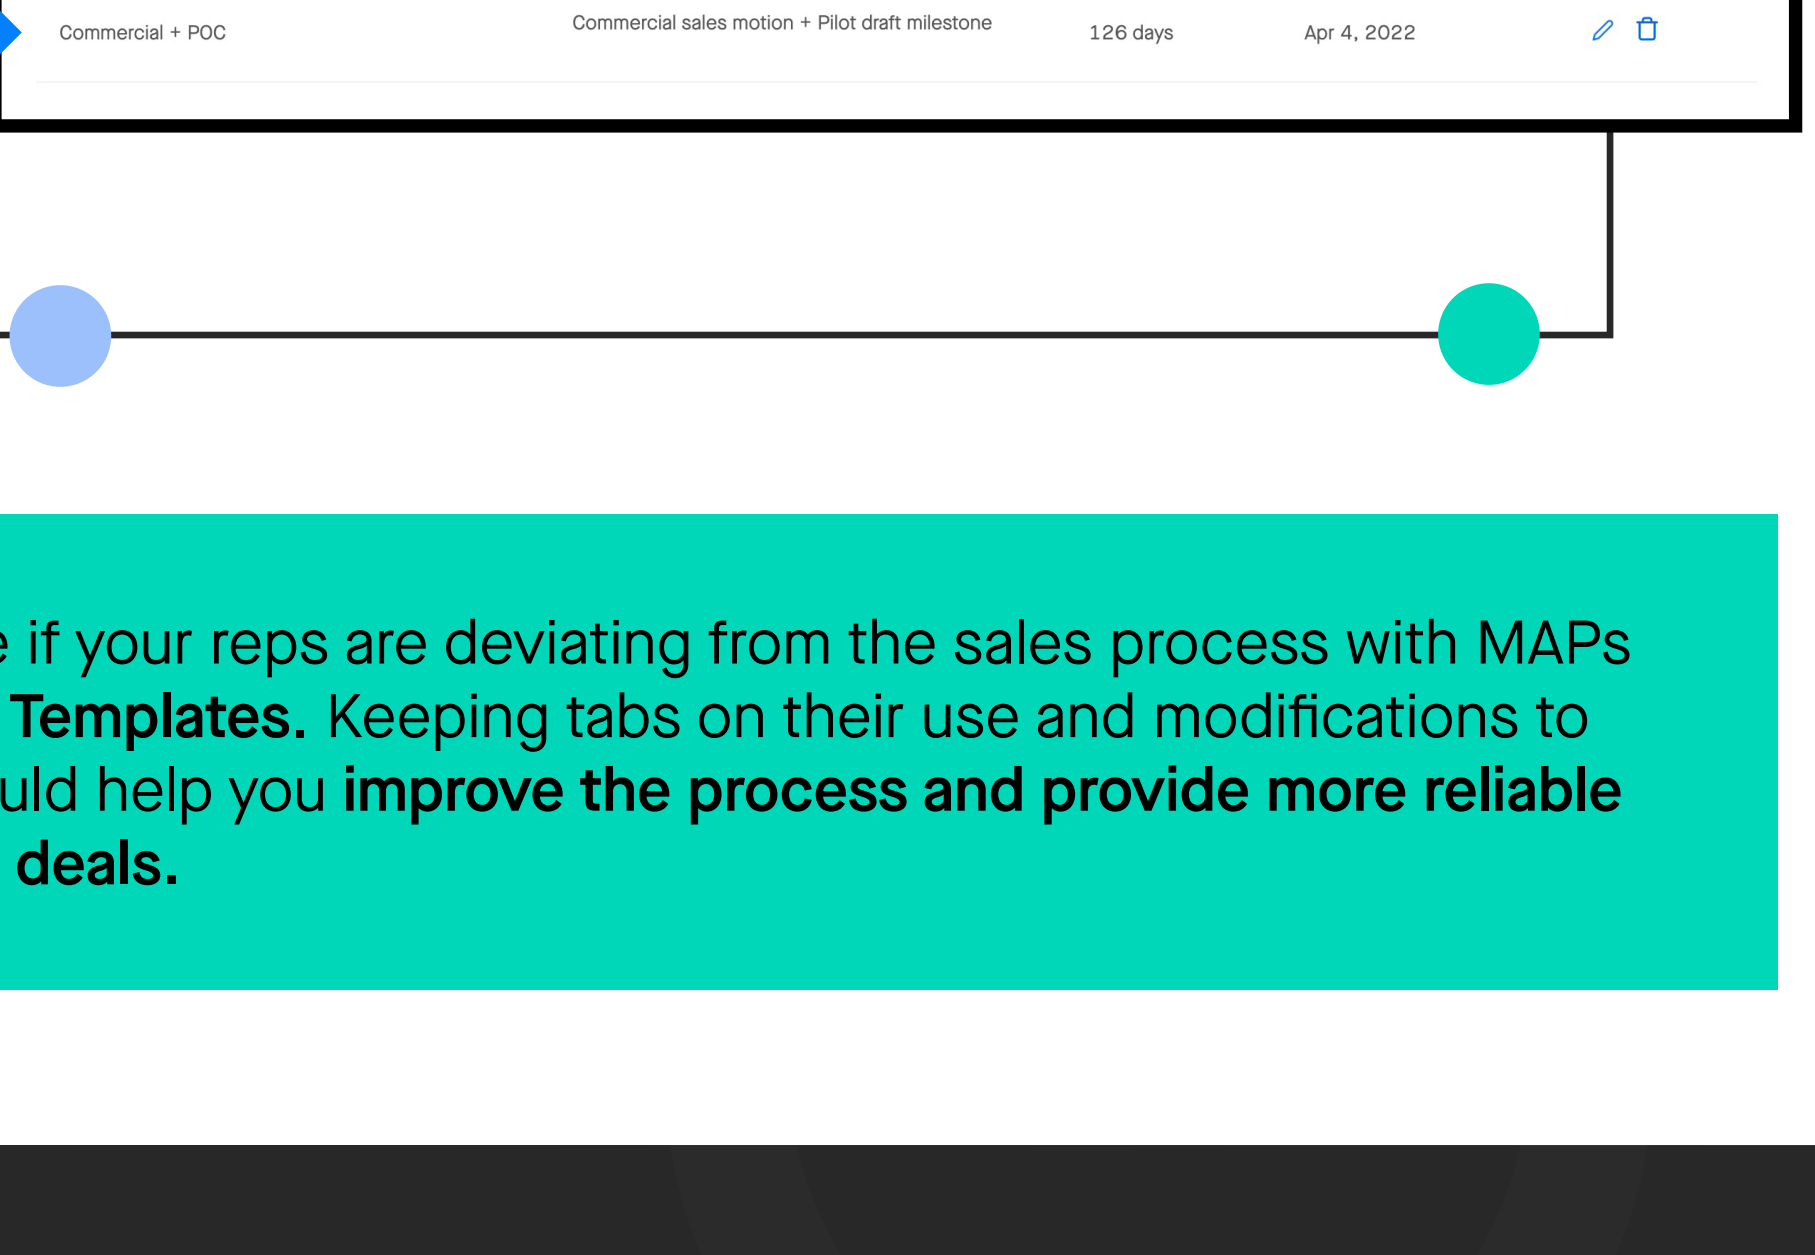 Commercial + POC Commercial sales motion + Pilot draft milestone 126 days Apr 4, 2022
if your reps are deviating from the sales process with MAPs
Templates. Keeping tabs on their use and modifications to
help you improve the process and provide more reliable
deals.